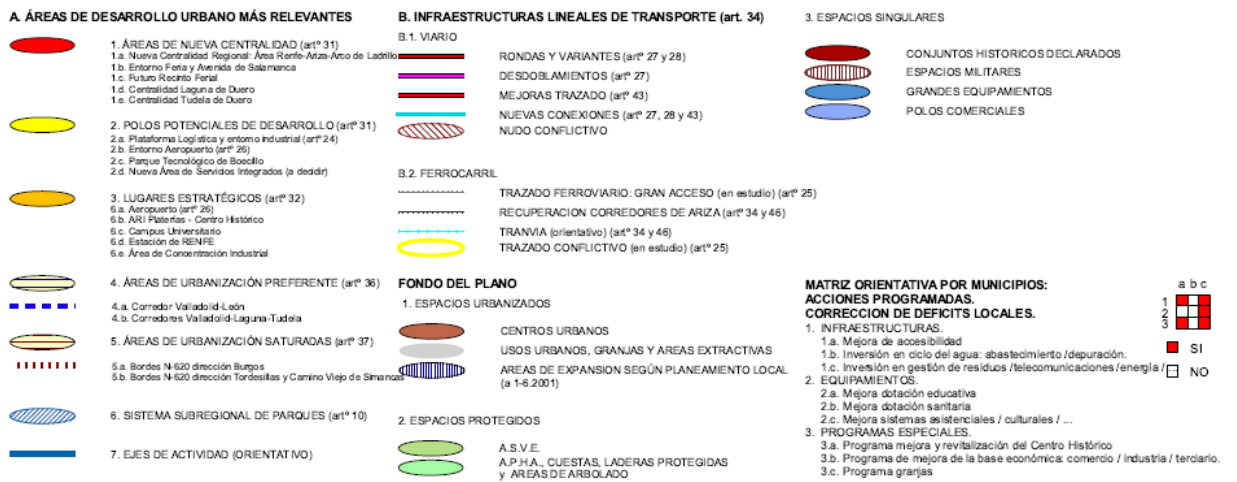 A. ÁREAS DE DESARROLLO URBANO MÁS RELEVANTES
1. ÁREAS DE NUEVA CENTRALIDAD (artº 31)
1.a. Nueva Centralidad Regional: Área Renfe-Ariza-Arco de Ladrillo
1.b. Entorno Feria y Avenida de Salamanca
1.c. Futuro Recinto Ferial
1.d. Centralidad Laguna de Duero
1.e. Centralidad Tudela de Duero
2. POLOS POTENCIALES DE DESARROLLO (artº 31)
2.a. Plataforma Logística y entorno industrial (artº 24)
2.b. Entorno Aeropuerto (artº 26)
2.c. Parque Tecnológico de Boecillo
2.d. Nueva Área de Servicios Integrados (a decidir)
3. LUGARES ESTRATÉGICOS (artº 32)
6.a. Aeropuerto (artº 26)
6.b. ARI Platerías - Centro Histórico
6.c. Campus Universitario
6.d. Estación de RENFE
6.e. Área de Concentración Industrial
4. ÁREAS DE URBANIZACIÓN PREFERENTE (artº 36)
4.a. Corredor Valladolid-León
4.b. Corredores Valladolid-Laguna-Tudela
5. ÁREAS DE URBANIZACIÓN SATURADAS (artº 37)
5.a. Bordes N-620 dirección Burgos
5.b. Bordes N-620 dirección Tordesillas y Camino Viejo de Simancas
6. SISTEMA SUBREGIONAL DE PARQUES (artº 10)
7. EJES DE ACTIVIDAD (ORIENTATIVO)
B. INFRAESTRUCTURAS LINEALES DE TRANSPORTE (art. 34)
B.1. VIARIO
RONDAS Y VARIANTES (artº 27 y 28)
DESDOBLAMIENTOS (artº 27)
MEJORAS TRAZADO (artº 43)
NUEVAS CONEXIONES (artº 27, 28 y 43)
NUDO CONFLICTIVO
B.2. FERROCARRIL
TRAZADO FERROVIARIO: GRAN ACCESO (en estudio) (artº 25)
RECUPERACION CORREDORES DE ARIZA (artº 34 y 46)
TRANVIA (orientativo) (artº 34 y 46)
TRAZADO CONFLICTIVO (en estudio) (artº 25)
FONDO DEL PLANO
1. ESPACIOS URBANIZADOS
CENTROS URBANOS
USOS URBANOS, GRANJAS Y AREAS EXTRACTIVAS
AREAS DE EXPANSION SEGÚN PLANEAMIENTO LOCAL
(a 1-6.2001)
2. ESPACIOS PROTEGIDOS
A.S.V.E.
A.P.H.A., CUESTAS, LADERAS PROTEGIDAS
y AREAS DE ARBOLADO
3. ESPACIOS SINGULARES
CONJUNTOS HISTORICOS DECLARADOS
ESPACIOS MILITARES
GRANDES EQUIPAMIENTOS
POLOS COMERCIALES
MATRIZ ORIENTATIVA POR MUNICIPIOS:
ACCIONES PROGRAMADAS.
CORRECCION DE DEFICITS LOCALES.
1. INFRAESTRUCTURAS.
1.a. Mejora de accesibilidad
1.b. Inversión en ciclo del agua: abastecimiento /depuración.
1.c. Inversión en gestión de residuos /telecomunicaciones /energía /
2. EQUIPAMIENTOS.
2.a. Mejora dotación educativa
2.b. Mejora dotación sanitaria
2.c. Mejora sistemas asistenciales / culturales / ...
3. PROGRAMAS ESPECIALES.
3.a. Programa mejora y revitalización del Centro Histórico
3.b. Programa de mejora de la base económica: comercio / industria / terciario.
3.c. Programa granjas
a b c
1
2
3
SI
NO